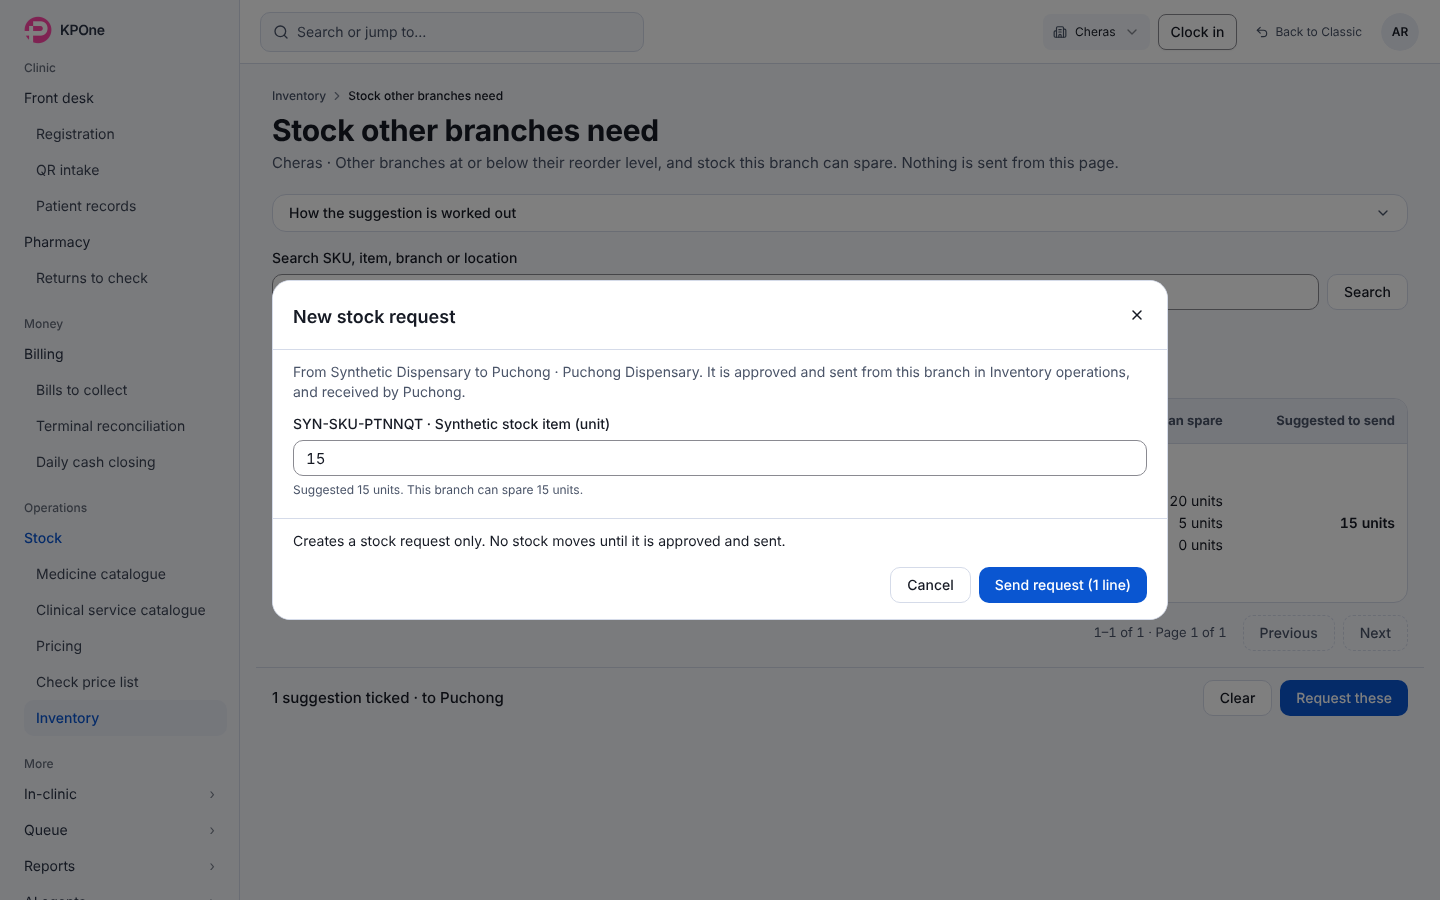 KPOne
Search or jump to...
Cheras
Clock in
Back to Classic
AR
Clinic
Front desk
Registration
QR intake
Patient records
Pharmacy
Returns to check
Money
Billing
Bills to collect
Terminal reconciliation
Daily cash closing
Operations
Stock
Medicine catalogue
Clinical service catalogue
Pricing
Check price list
Inventory
More
In-clinic
Queue
Reports
AI agents
Inventory
Stock other branches need
Stock other branches need
Cheras · Other branches at or below their reorder level, and stock this branch can spare. Nothing is sent from this page.
How the suggestion is worked out
Search SKU, item, branch or location
Search
New stock request
From Synthetic Dispensary to Puchong · Puchong Dispensary. It is approved and sent from this branch in Inventory operations,
and received by Puchong.
SYN-SKU-PTNNQT · Synthetic stock item (unit)
15
Suggested 15 units. This branch can spare 15 units.
Creates a stock request only. No stock moves until it is approved and sent.
Cancel
Send request (1 line)
spare
Suggested to send
20 units
5 units
15 units
0 units
1–1 of 1 · Page 1 of 1
Previous
Next
1 suggestion ticked · to Puchong
Clear
Request these